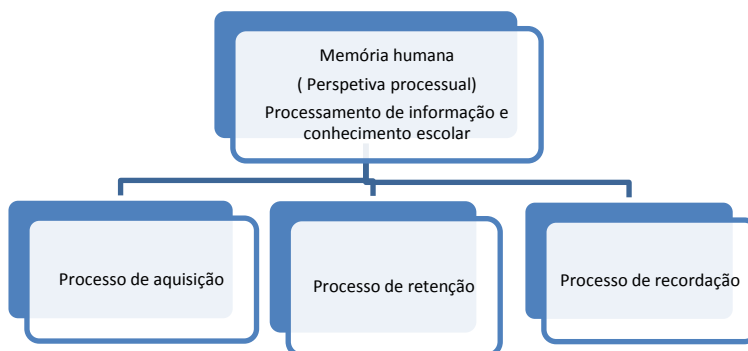 Memória humana
( Perspetiva processual)
Processamento de informação e
conhecimento escolar
Processo de aquisição
Processo de retenção
Processo de recordação